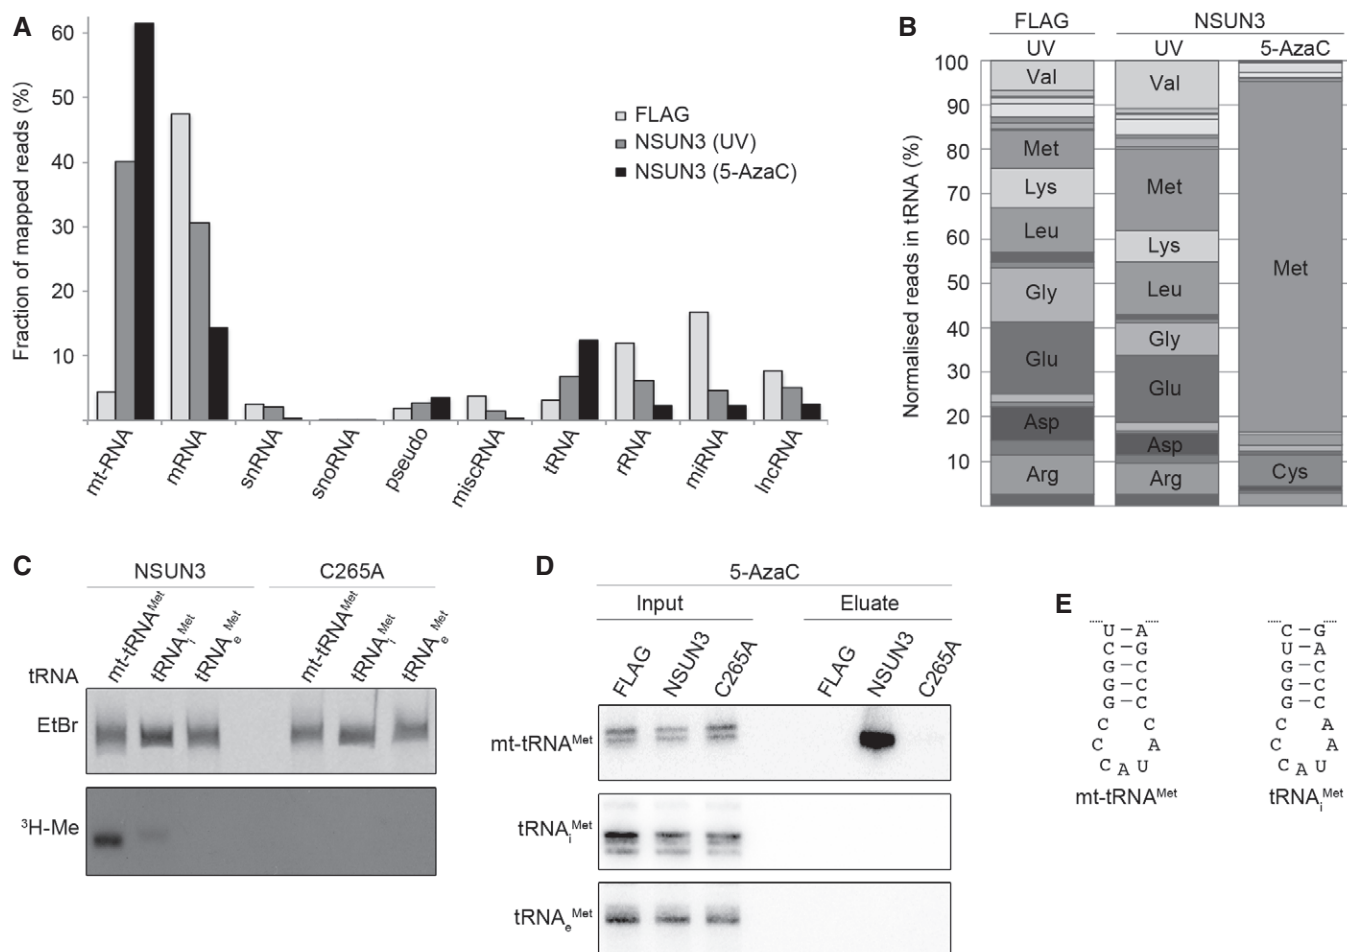 A
Fraction of mapped reads (%)
60
50
40
30
20
10
FLAG
NSUN3 (UV)
NSUN3 (5-AzaC)
mt-RNA
mRNA
snRNA
snoRNA
pseudo
miscRNA
tRNA
rRNA
miRNA
lncRNA
B
FLAG
NSUN3
UV
UV
5-AzaC
Normalised reads in tRNA (%)
100
90
80
70
60
50
40
30
20
10
Val
Met
Lys
Leu
Gly
Glu
Asp
Arg
Val
Met
Lys
Leu
Gly
Glu
Asp
Arg
Met
Cys
C
NSUN3
C265A
tRNA
mt-tRNAMet
tRNAiMet
tRNAeMet
mt-tRNAMet
tRNAiMet
tRNAeMet
EtBr
³H-Me
D
5-AzaC
Input
Eluate
FLAG
NSUN3
C265A
FLAG
NSUN3
C265A
mt-tRNAMet
tRNAiMet
tRNAeMet
E
U – A
C – G
G – C
G – C
G – C
C C
C A
C A U
mt-tRNAMet
C – G
U – A
G – C
G – C
G – C
C A
C A
C A U
tRNAiMet